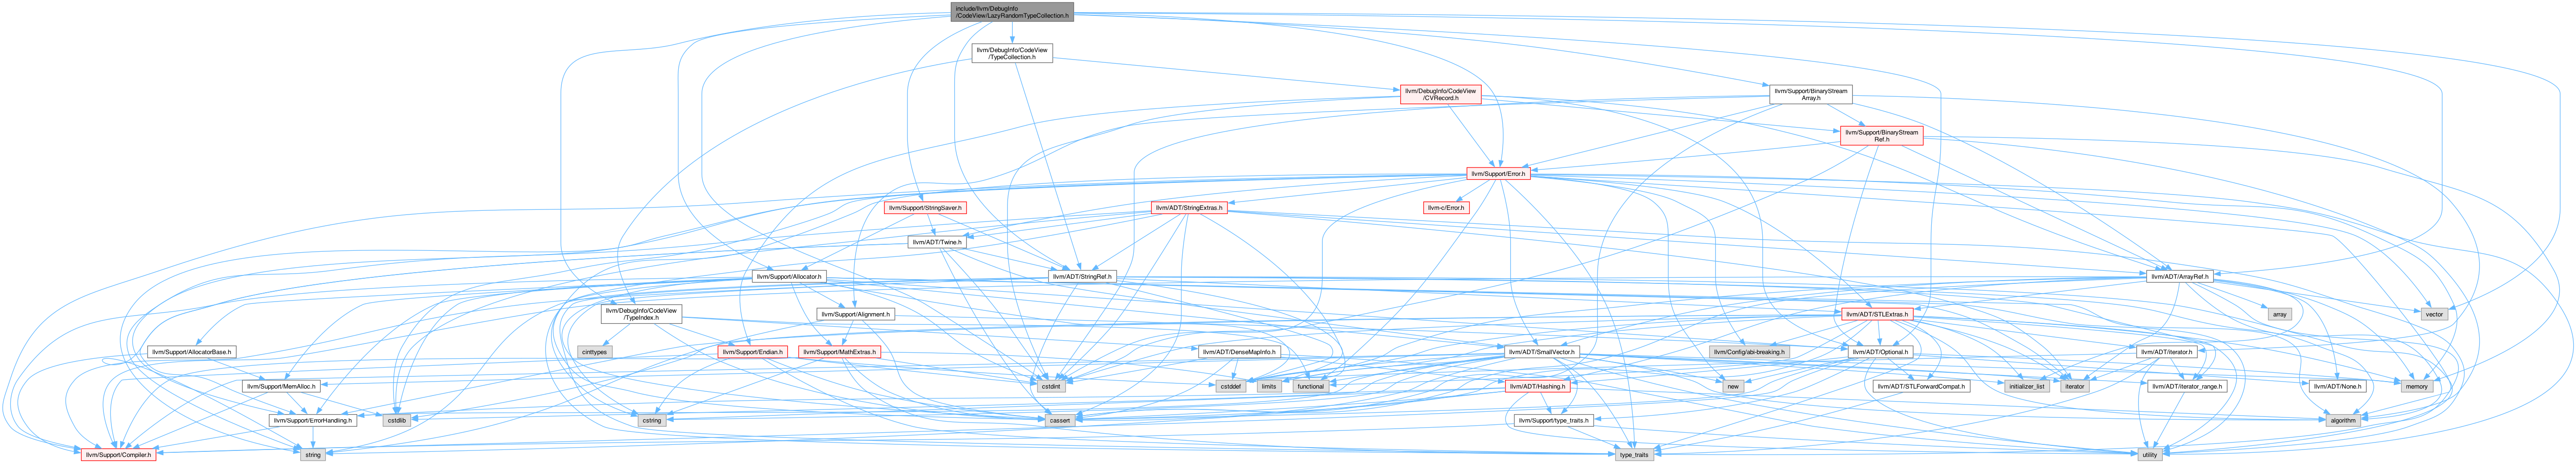 include/llvm/DebugInfo
/CodeView/LazyRandomTypeCollection.h
llvm/DebugInfo/CodeView
/TypeCollection.h
llvm/DebugInfo/CodeView
/CVRecord.h
llvm/Support/BinaryStream
Array.h
llvm/Support/BinaryStream
Ref.h
llvm/Support/Error.h
llvm/Support/StringSaver.h
llvm/ADT/StringExtras.h
llvm-c/Error.h
llvm/ADT/Twine.h
llvm/Support/Allocator.h
llvm/ADT/StringRef.h
llvm/ADT/ArrayRef.h
llvm/DebugInfo/CodeView
/TypeIndex.h
llvm/Support/Alignment.h
llvm/ADT/STLExtras.h
array
vector
llvm/Support/AllocatorBase.h
cinttypes
llvm/Support/Endian.h
llvm/Support/MathExtras.h
llvm/ADT/DenseMapInfo.h
llvm/ADT/SmallVector.h
llvm/Config/abi-breaking.h
llvm/ADT/Optional.h
llvm/ADT/iterator.h
llvm/Support/MemAlloc.h
cstdint
cstddef
limits
functional
llvm/ADT/Hashing.h
new
llvm/ADT/STLForwardCompat.h
initializer_list
iterator
llvm/ADT/iterator_range.h
llvm/ADT/None.h
memory
llvm/Support/ErrorHandling.h
cstdlib
cstring
cassert
llvm/Support/type_traits.h
algorithm
llvm/Support/Compiler.h
string
type_traits
utility